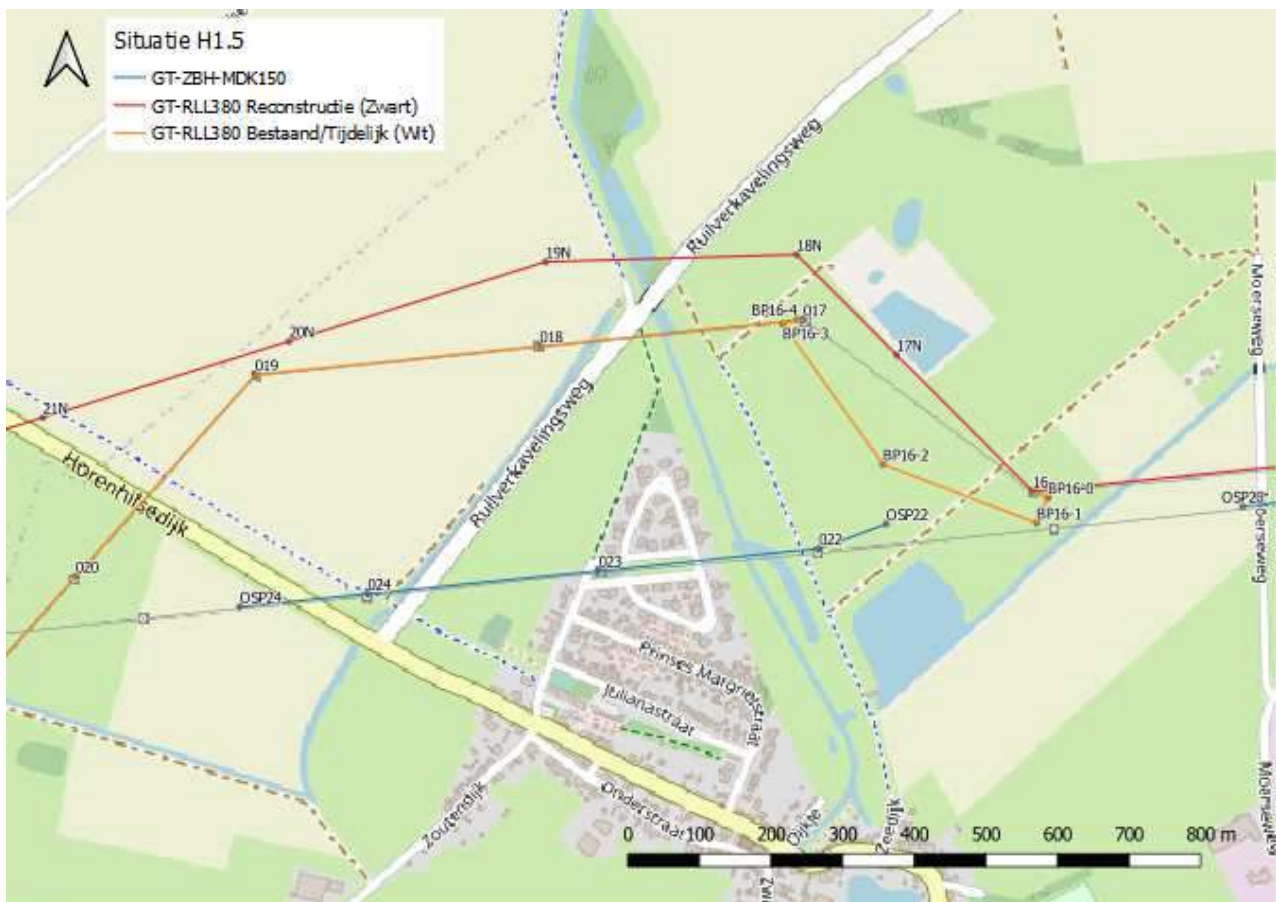 Situatie H1.5
GT-ZBH-MDK150
GT-RLL380 Reconstructie (Zwart)
GT-RLL380 Bestaand/Tijdelijk (Wit)
Ruilverkavelingsweg
19N
18N
20N
BP16-4
017
BP16-3
018
019
17N
21N
Moerseweg
Horenhilsedijk
Ruilverkavelingsweg
BP16-2
16
BP16-0
BP16-1
OSP22
OSP28
022
023
020
024
OSP24
Prinses Margrietstraat
Julianastraat
Zoutendijk
Onderstraat
Dijkje
Zeedijk
Moerseweg
0 100 200 300 400 500 600 700 800 m